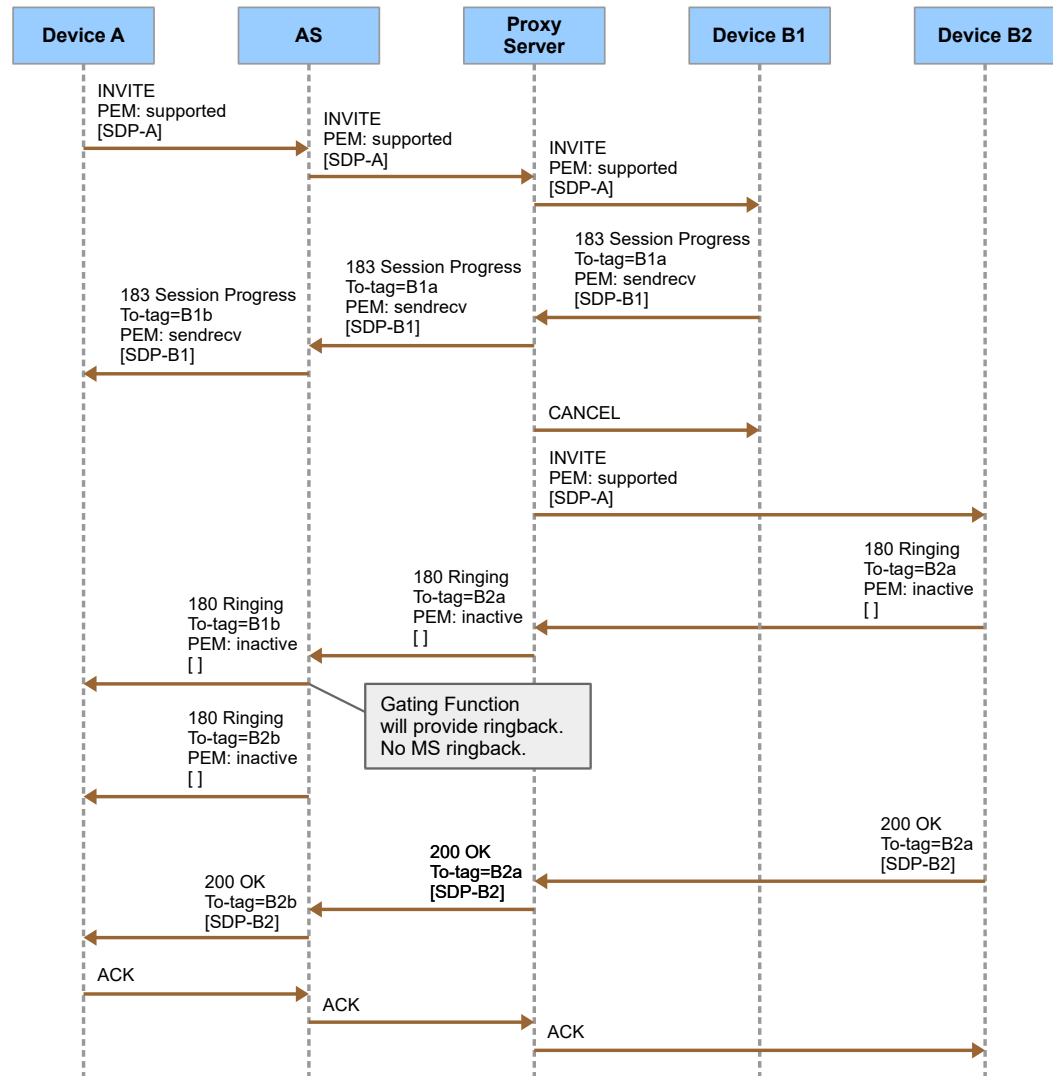 Device A
AS
Proxy
Server
Device B1
Device B2
INVITE
PEM: supported
[SDP-A]
INVITE
PEM: supported
[SDP-A]
INVITE
PEM: supported
[SDP-A]
183 Session Progress
To-tag=B1a
PEM: sendrecv
[SDP-B1]
183 Session Progress
To-tag=B1a
PEM: sendrecv
[SDP-B1]
183 Session Progress
To-tag=B1b
PEM: sendrecv
[SDP-B1]
CANCEL
INVITE
PEM: supported
[SDP-A]
180 Ringing
To-tag=B2a
PEM: inactive
[ ]
180 Ringing
To-tag=B2a
PEM: inactive
[ ]
180 Ringing
To-tag=B1b
PEM: inactive
[ ]
Gating Function
will provide ringback.
No MS ringback.
180 Ringing
To-tag=B2b
PEM: inactive
[ ]
200 OK
To-tag=B2a
[SDP-B2]
200 OK
To-tag=B2a
[SDP-B2]
200 OK
To-tag=B2b
[SDP-B2]
ACK
ACK
ACK